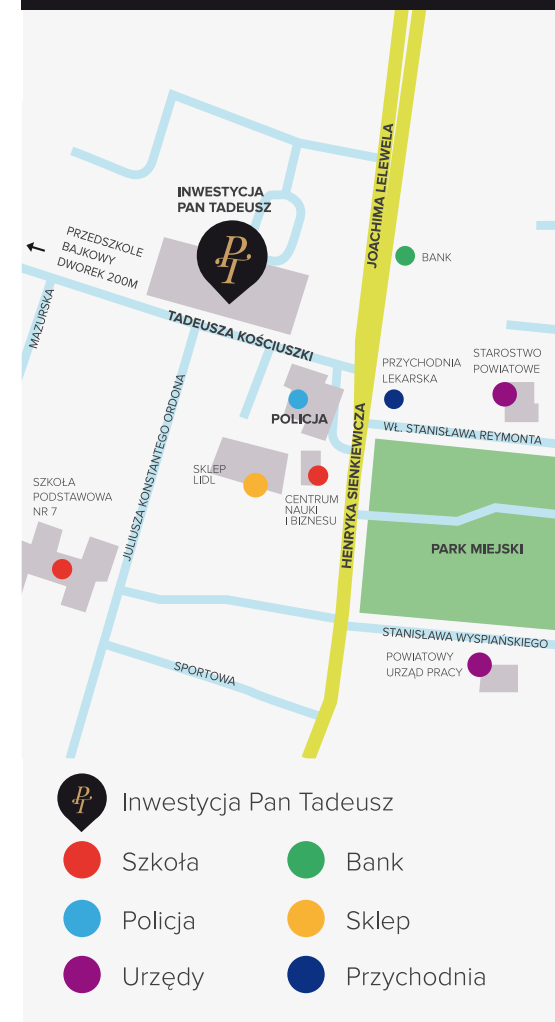 JOACHIMA LELEWELA
INWESTYCJA
PAN TADEUSZ
PT
PRZEDSZKOLE
BAJKOWY
DWOREK 200M
BANK
MAZURSKA
TADEUSZA KOŚCIUSZKI
PRZYCHODNIA
LEKARSKA
STAROSTWO
POWIATOWE
POLICJA
WŁ. STANISŁAWA REYMONTA
JULIUSZA KONSTANTEGO ORDONA
HENRYKA SIENKIEWICZA
SKLEP
LIDL
SZKOŁA
PODSTAWOWA
NR 7
CENTRUM
NAUKI
I BIZNESU
PARK MIEJSKI
STANISŁAWA WYSPIAŃSKIEGO
POWIATOWY
URZĄD PRACY
SPORTOWA
PT
Inwestycja Pan Tadeusz
Szkoła
Bank
Policja
Sklep
Urzędy
Przychodnia